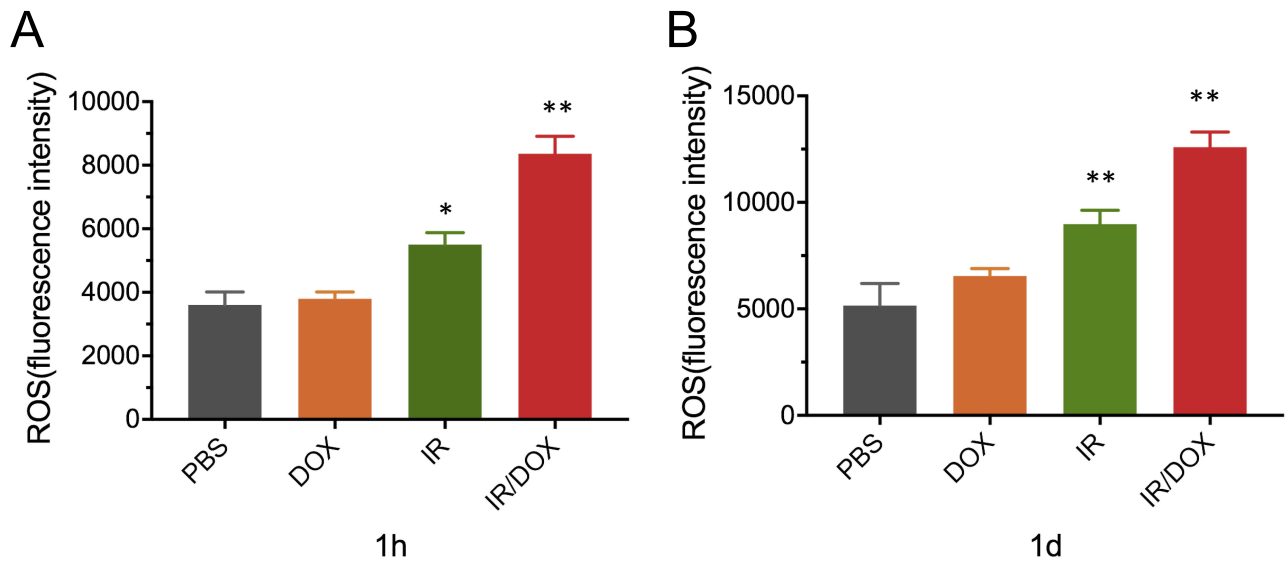 A
ROS(fluorescence intensity)
10000
8000
6000
4000
2000
0
*
**
PBS
DOX
IR
IR/DOX
1h
B
ROS(fluorescence intensity)
15000
10000
5000
0
**
**
PBS
DOX
IR
IR/DOX
1d